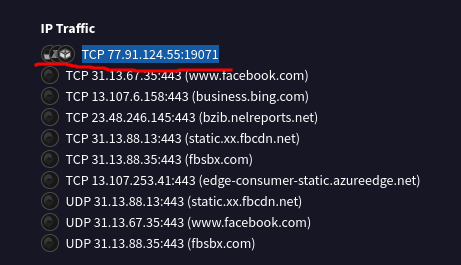 IP Traffic
TCP 77.91.124.55:19071
TCP 31.13.67.35:443 (www.facebook.com)
TCP 13.107.6.158:443 (business.bing.com)
TCP 23.48.246.145:443 (bzib.nelreports.net)
TCP 31.13.88.13:443 (static.xx.fbcdn.net)
TCP 31.13.88.35:443 (fbsbx.com)
TCP 13.107.253.41:443 (edge-consumer-static.azureedge.net)
UDP 31.13.88.13:443 (static.xx.fbcdn.net)
UDP 31.13.67.35:443 (www.facebook.com)
UDP 31.13.88.35:443 (fbsbx.com)